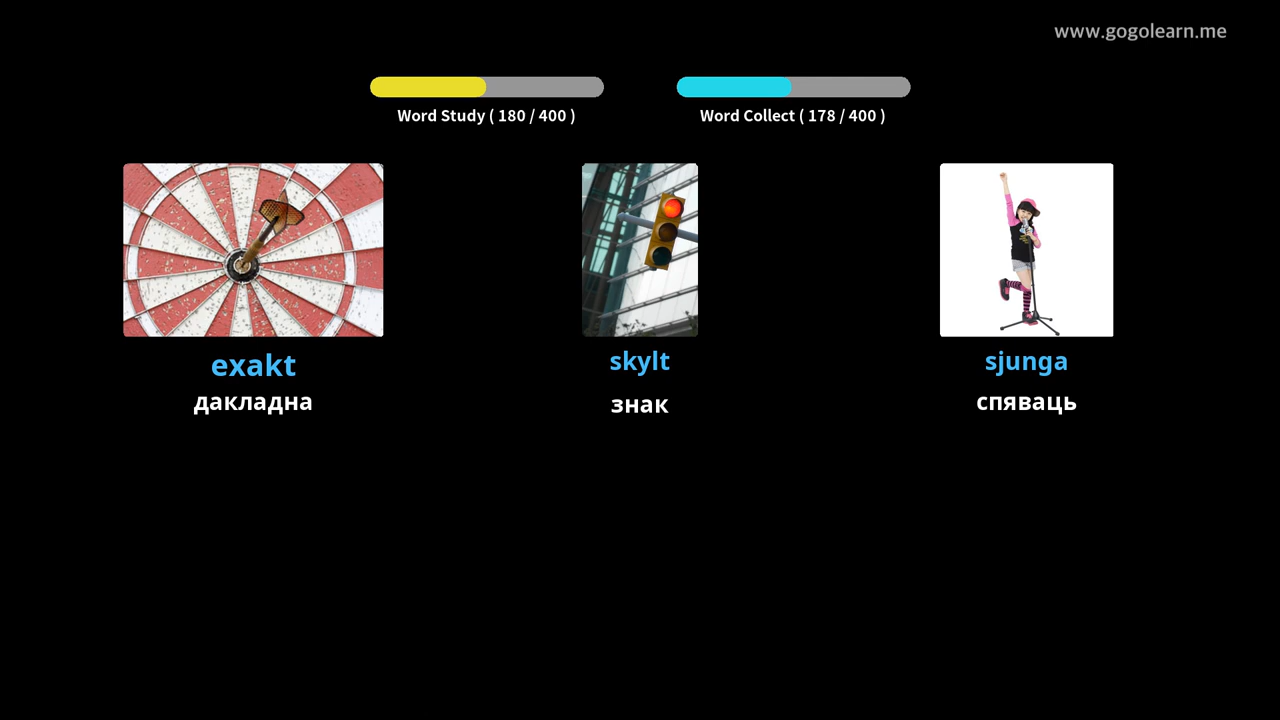 www.gogolearn.me
Word Study ( 180 / 400 )
Word Collect ( 178 / 400 )
exakt
skylt
sjunga
дакладна
знак
спяваць